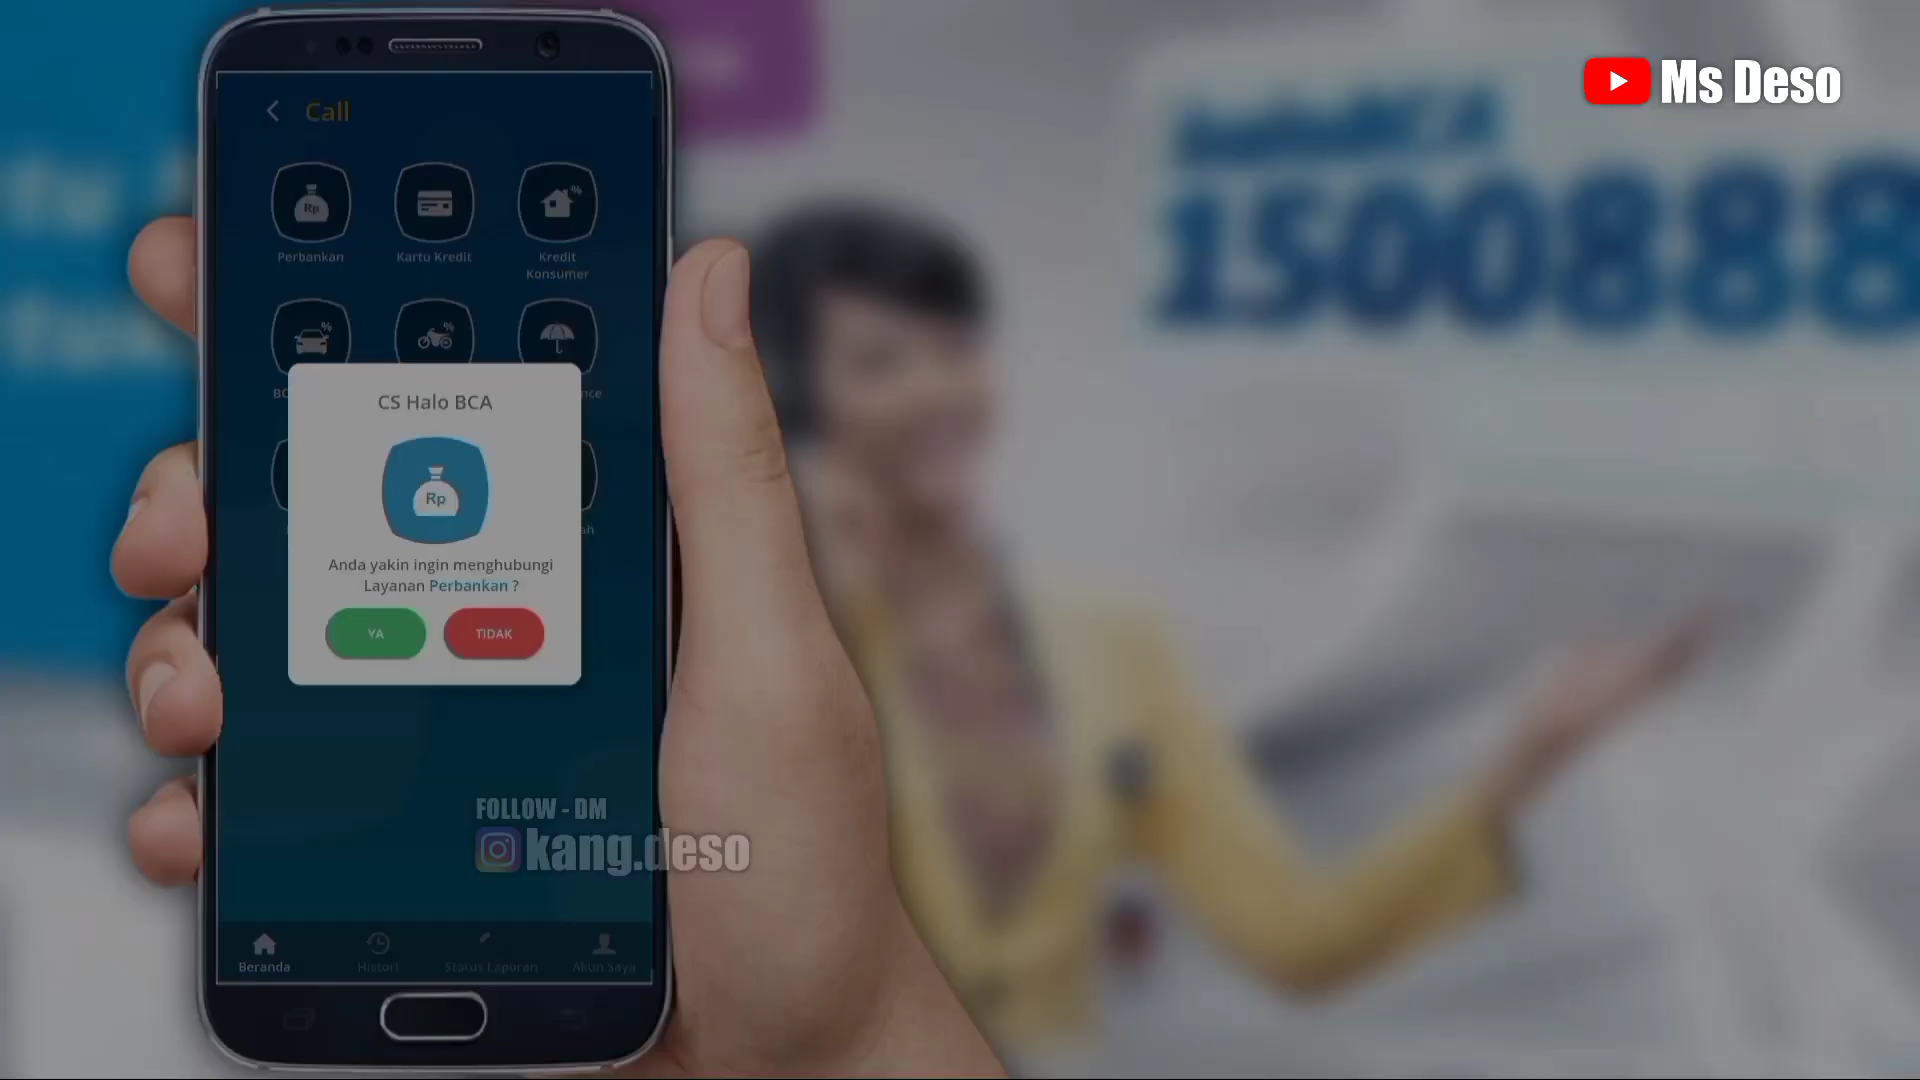 Ms Deso
1500888
Call
Rp
Perbankan
Kartu Kredit
Kredit
Konsumer
CS Halo BCA
Rp
Anda yakin ingin menghubungi
Layanan Perbankan ?
YA
TIDAK
FOLLOW - DM
kang.deso
Beranda
Histori
Status Laporan
Akun Saya